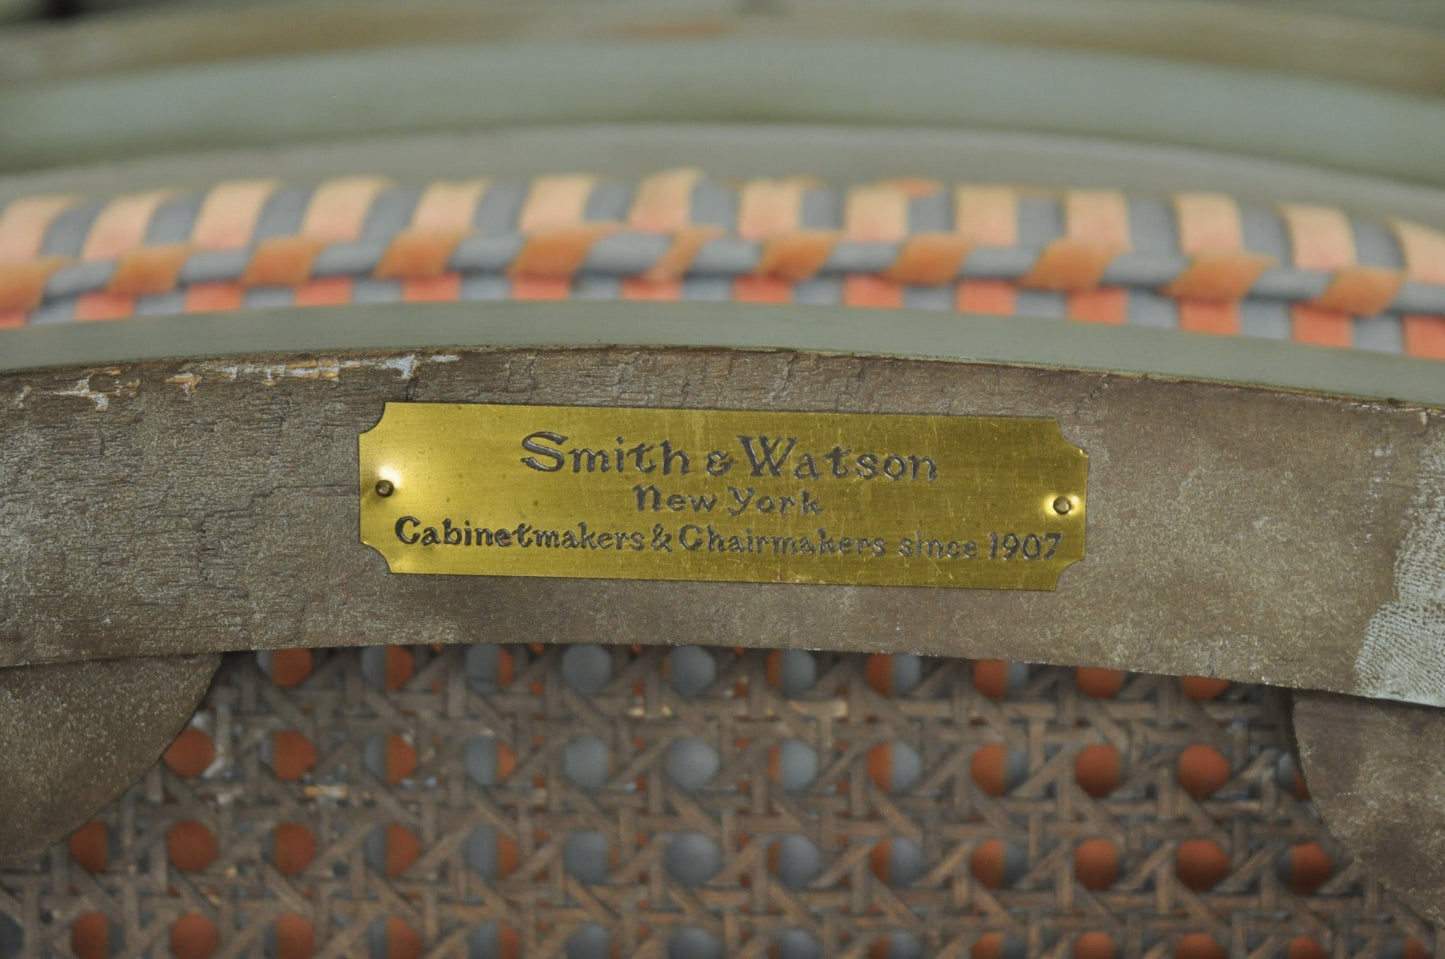 Smith & Watson
New York
Cabinetmakers & Chairmakers since 1907